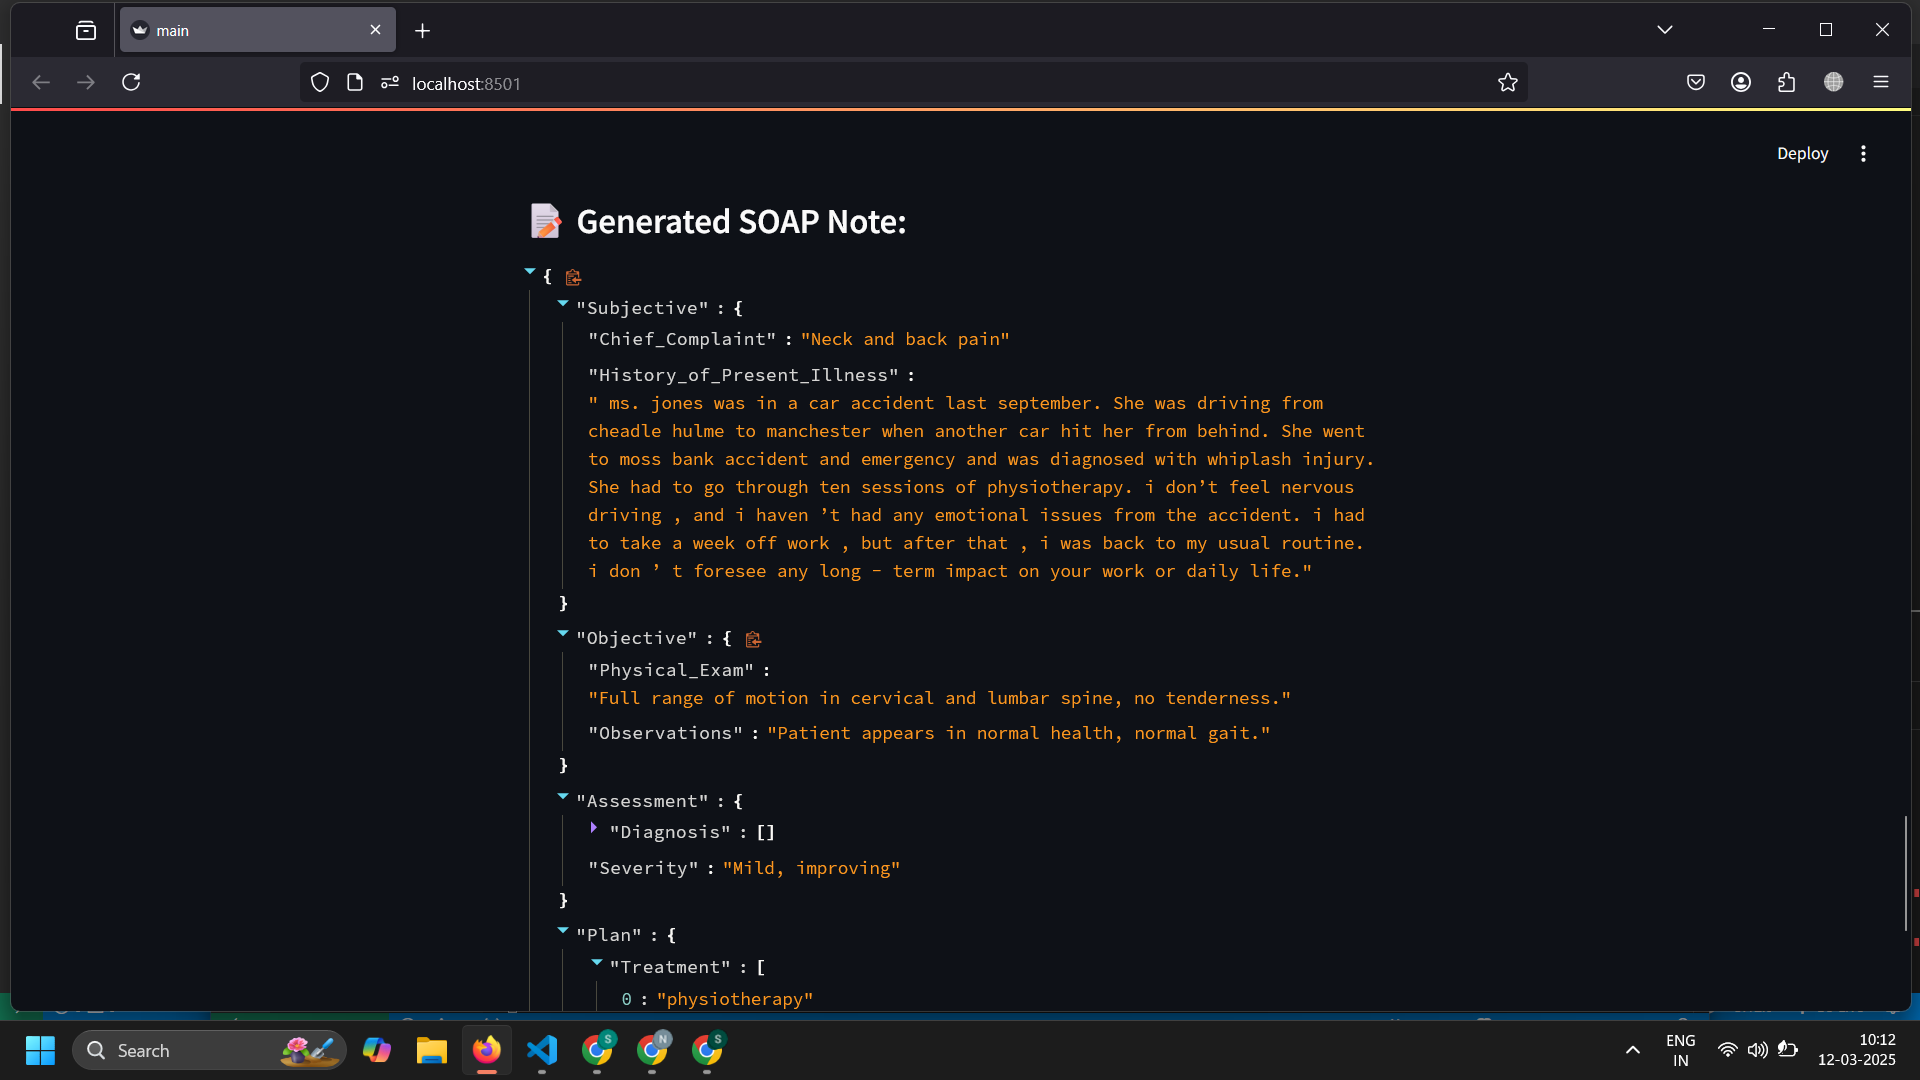 main
localhost:8501
Deploy
Generated SOAP Note:
{
"Subjective" : {
"Chief_Complaint" : "Neck and back pain"
"History_of_Present_Illness" :
" ms. jones was in a car accident last september. She was driving from
cheadle hulme to manchester when another car hit her from behind. She went
to moss bank accident and emergency and was diagnosed with whiplash injury.
She had to go through ten sessions of physiotherapy. i don’t feel nervous
driving , and i haven ’t had any emotional issues from the accident. i had
to take a week off work , but after that , i was back to my usual routine.
i don ’ t foresee any long - term impact on your work or daily life."
}
"Objective" : {
"Physical_Exam" :
"Full range of motion in cervical and lumbar spine, no tenderness."
"Observations" : "Patient appears in normal health, normal gait."
}
"Assessment" : {
"Diagnosis" : []
"Severity" : "Mild, improving"
}
"Plan" : {
"Treatment" : [
0 : "physiotherapy"
Search
S
N
S
ENG
IN
10:12
12-03-2025